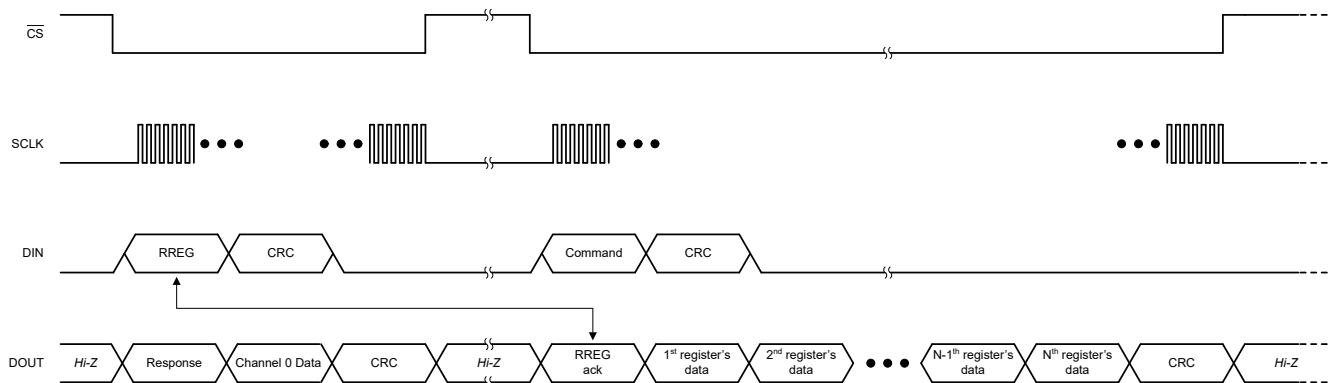 CS
SCLK
DIN
RREG
CRC
Command
CRC
DOUT
Hi-Z
Response
Channel 0 Data
CRC
Hi-Z
RREG
ack
1st register's
data
2nd register's
data
N-1th register's
data
Nth register's
data
CRC
Hi-Z